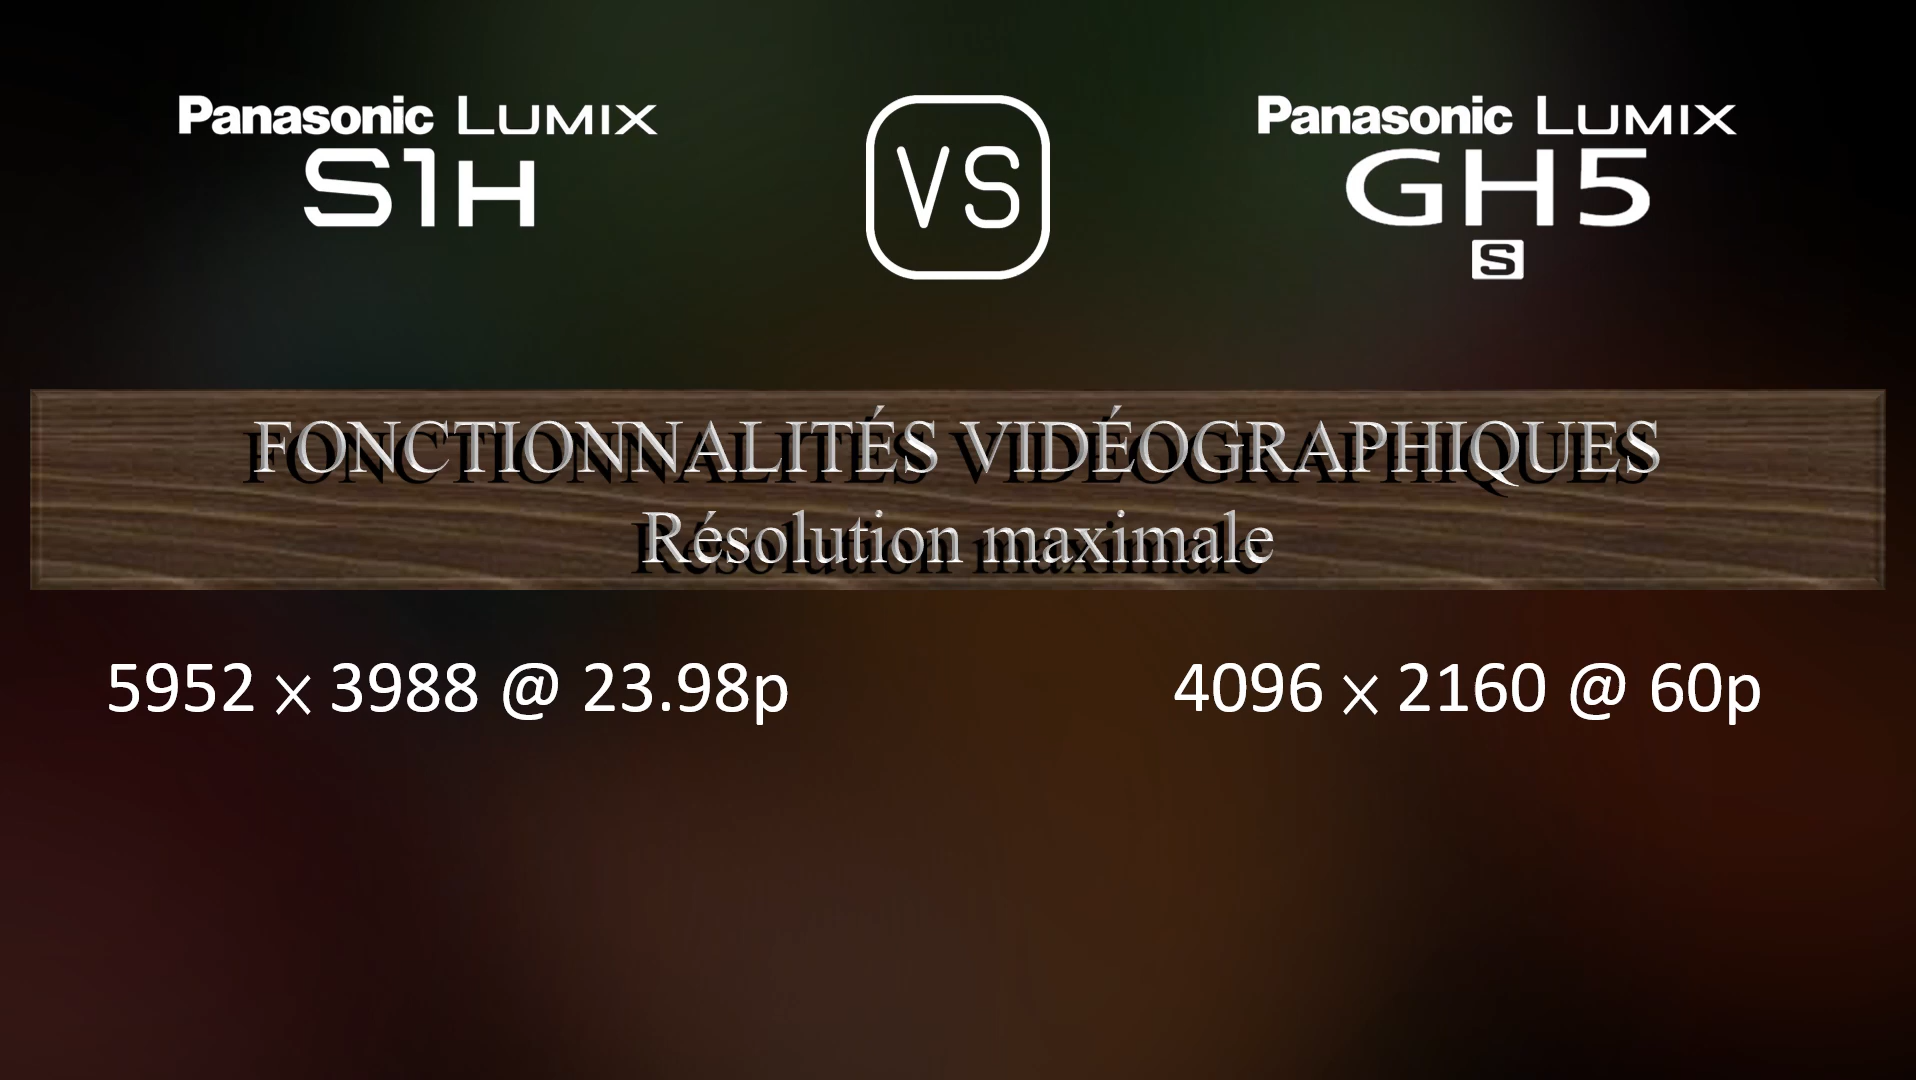 Panasonic LUMIX
S1H
VS
Panasonic LUMIX
GH5
S
FONCTIONNALITÉS VIDÉOGRAPHIQUES
Résolution maximale
5952 x 3988 @ 23.98p
4096 x 2160 @ 60p